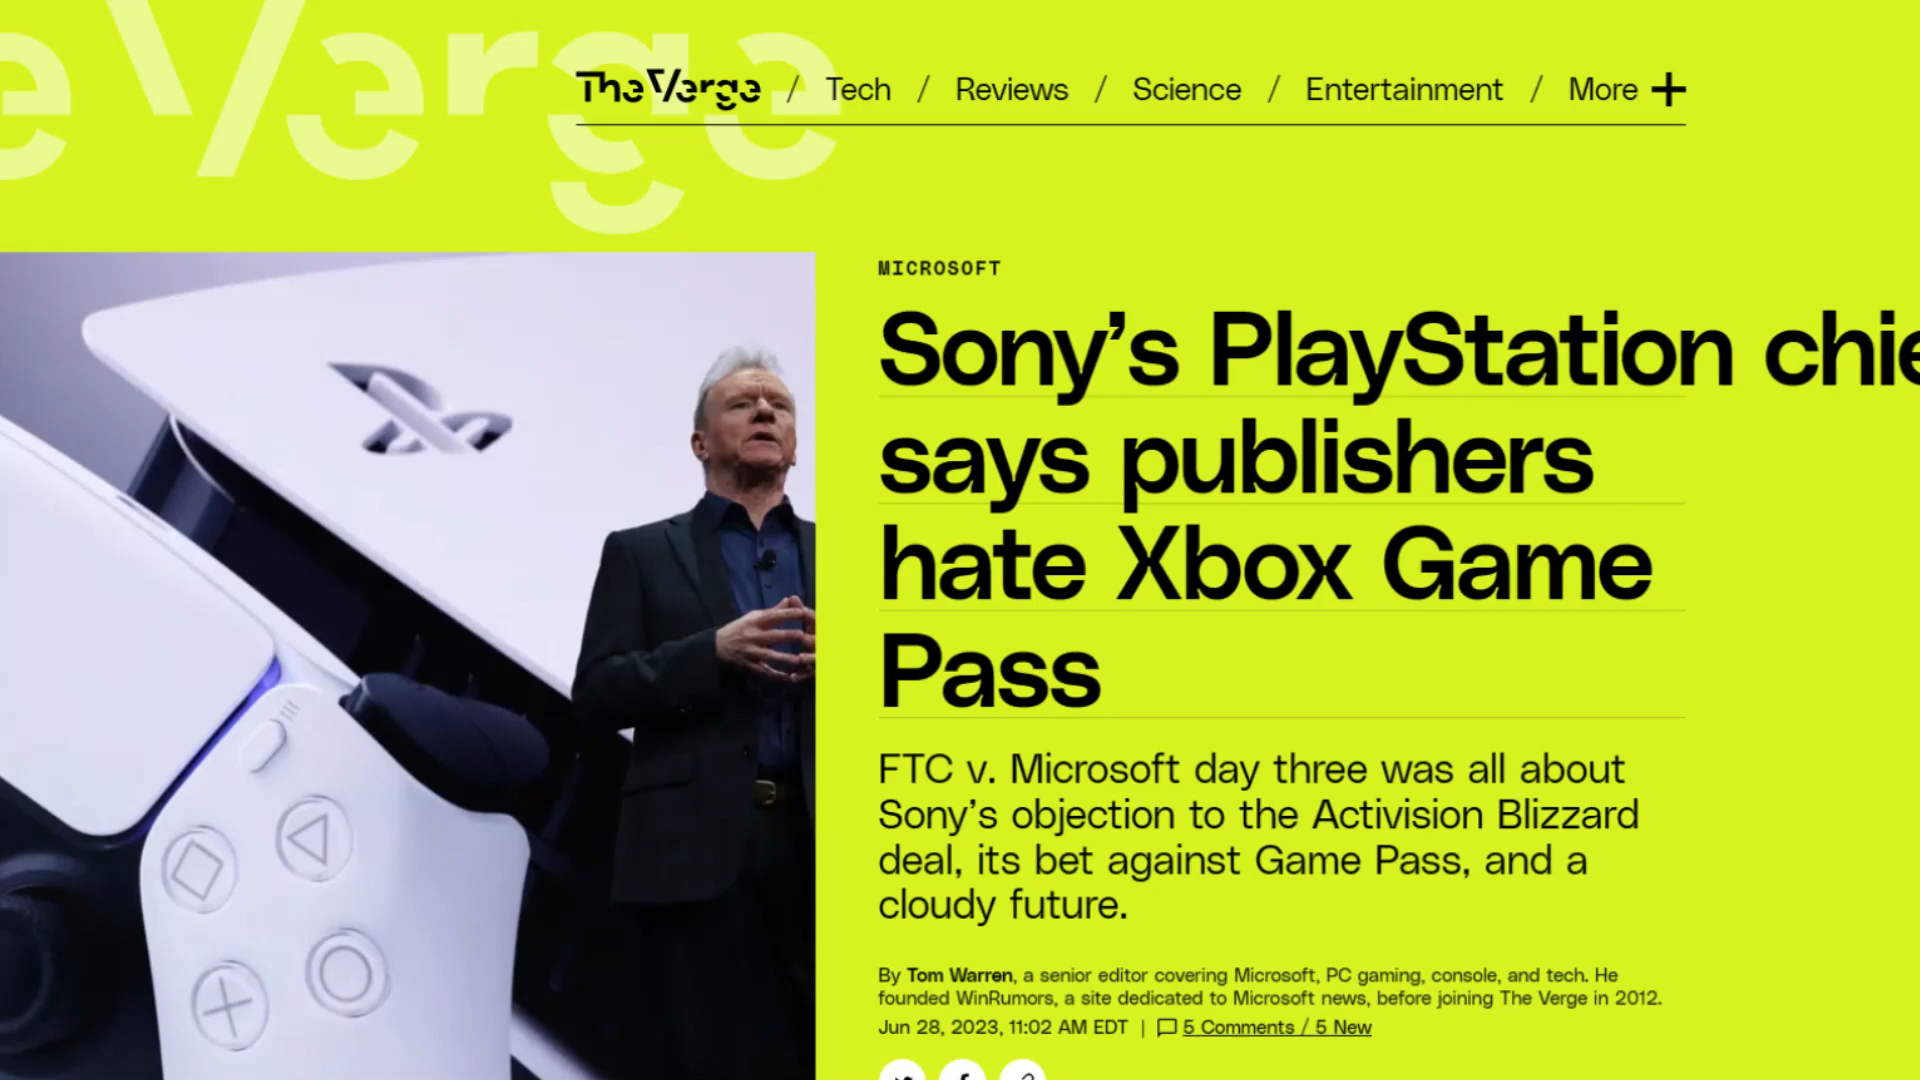 e Verge
The Verge / Tech / Reviews / Science / Entertainment / More +
MICROSOFT
Sony’s PlayStation chie
says publishers
hate Xbox Game
Pass
FTC v. Microsoft day three was all about
Sony’s objection to the Activision Blizzard
deal, its bet against Game Pass, and a
cloudy future.
By Tom Warren, a senior editor covering Microsoft, PC gaming, console, and tech. He
founded WinRumors, a site dedicated to Microsoft news, before joining The Verge in 2012.
Jun 28, 2023, 11:02 AM EDT | 5 Comments / 5 New